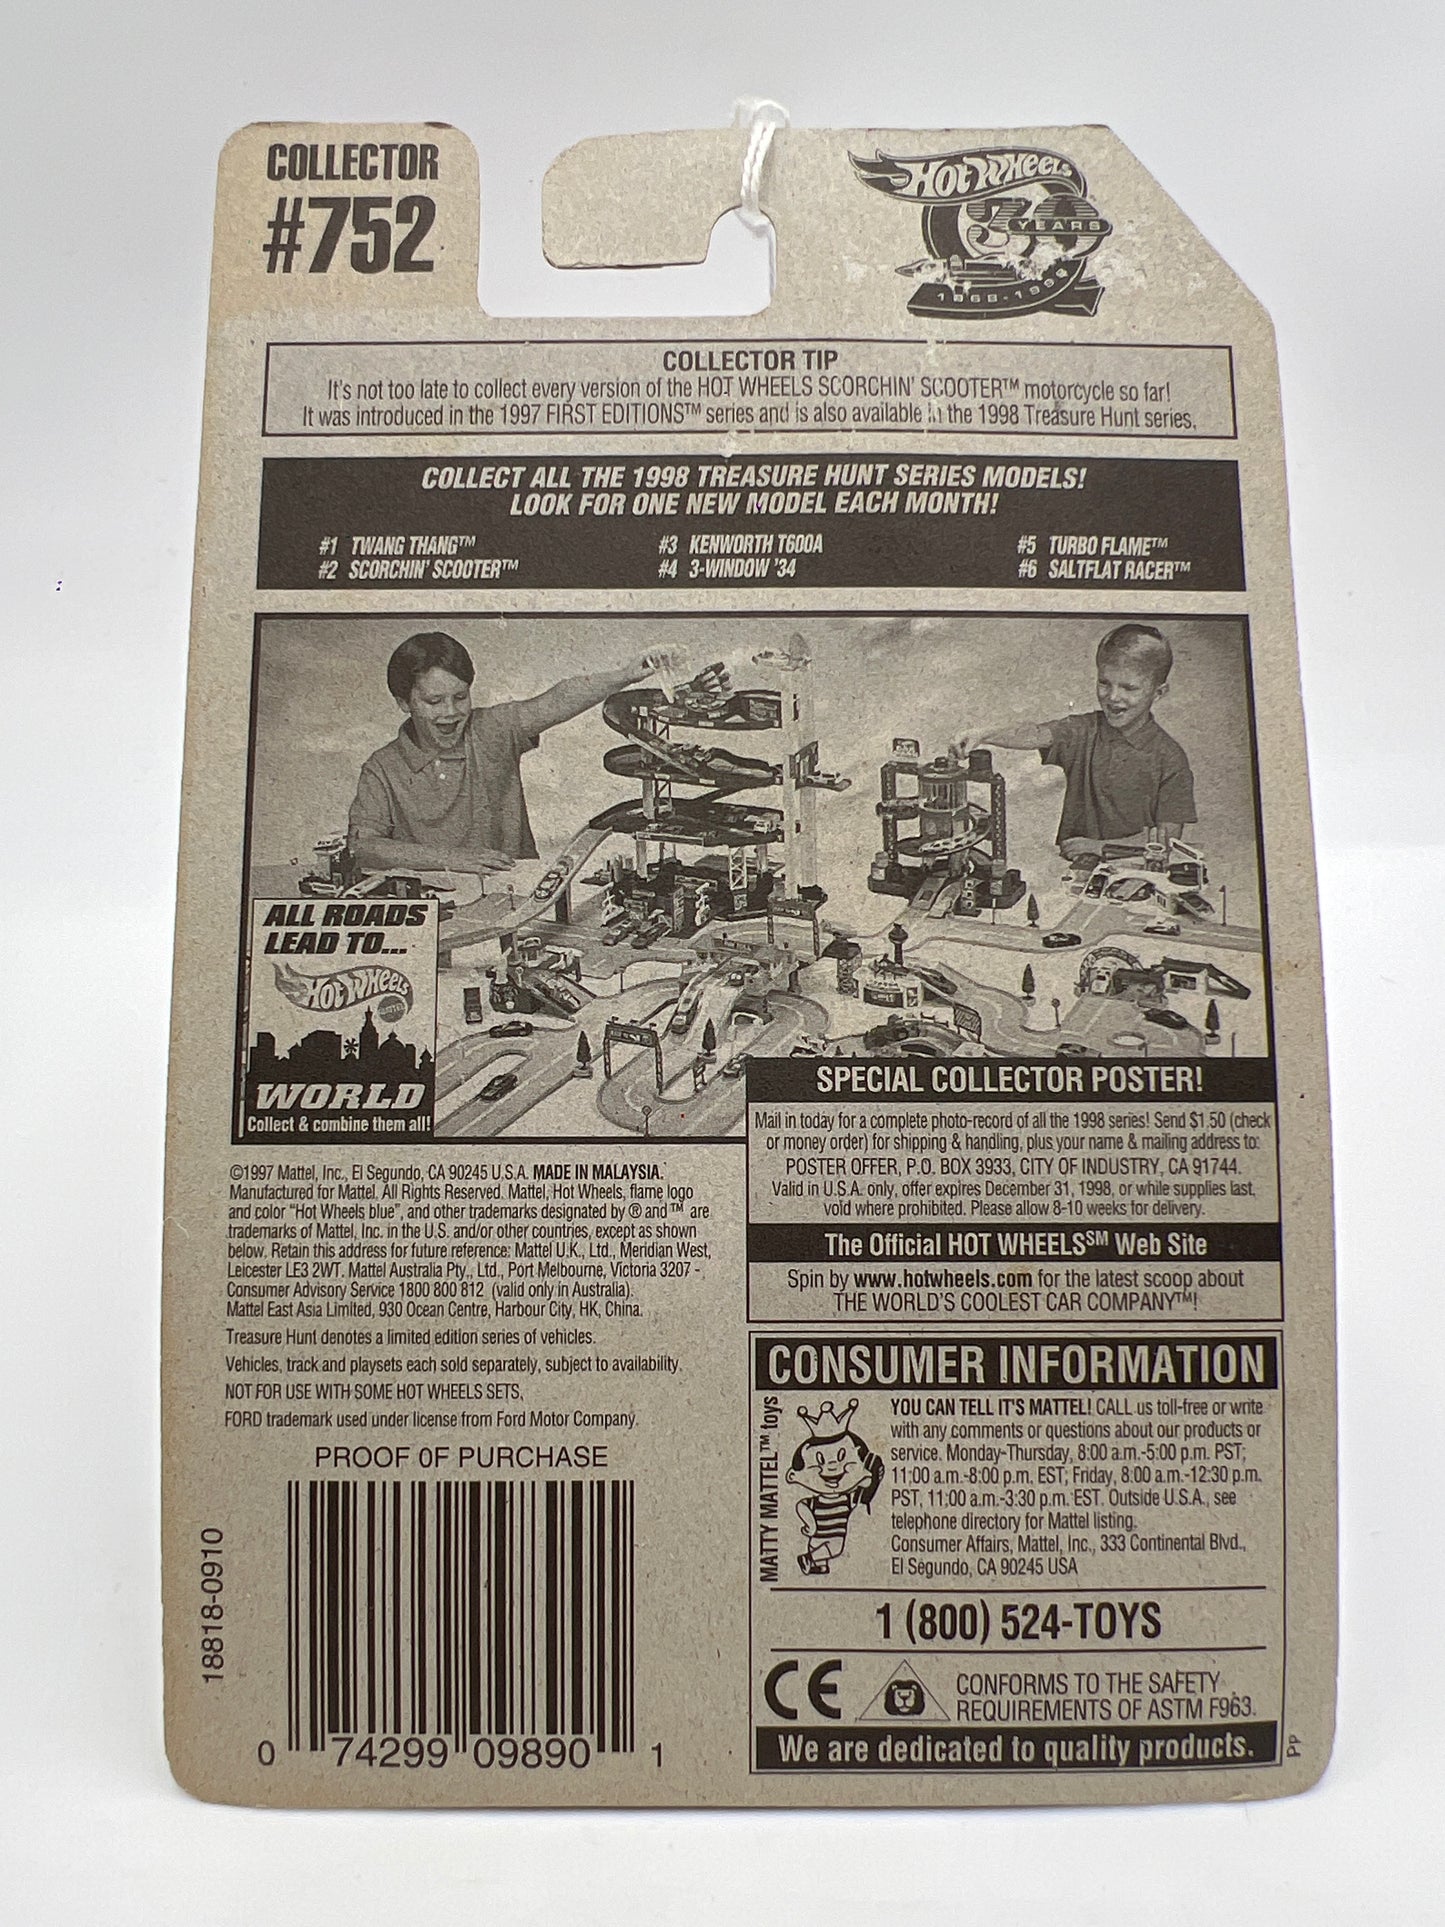 COLLECTOR
#752
HOT WHEELS
30
YEARS
1968-1998
COLLECTOR TIP
It's not too late to collect every version of the HOT WHEELS SCORCHIN' SCOOTER™ motorcycle so far!
It was introduced in the 1997 FIRST EDITIONS™ series and is also available in the 1998 Treasure Hunt series.
COLLECT ALL THE 1998 TREASURE HUNT SERIES MODELS!
LOOK FOR ONE NEW MODEL EACH MONTH!
#1 TWANG THANG™
#2 SCORCHIN' SCOOTER™
#3 KENWORTH T600A
#4 3-WINDOW '34
#5 TURBO FLAME™
#6 SALTFLAT RACER™
ALL ROADS
LEAD TO...
HOT WHEELS
MATTEL
WORLD
Collect & combine them all!
©1997 Mattel, Inc., El Segundo, CA 90245 U.S.A. MADE IN MALAYSIA.
Manufactured for Mattel. All Rights Reserved. Mattel, Hot Wheels, flame logo
and color "Hot Wheels blue", and other trademarks designated by ® and ™ are
trademarks of Mattel, Inc. in the U.S. and/or other countries, except as shown
below. Retain this address for future reference: Mattel U.K., Ltd., Meridian West,
Leicester LE3 2WT. Mattel Australia Pty., Ltd., Port Melbourne, Victoria 3207 -
Consumer Advisory Service 1800 800 812 (valid only in Australia).
Mattel East Asia Limited, 930 Ocean Centre, Harbour City, HK, China.
Treasure Hunt denotes a limited edition series of vehicles.
Vehicles, track and playsets each sold separately, subject to availability.
NOT FOR USE WITH SOME HOT WHEELS SETS.
FORD trademark used under license from Ford Motor Company.
PROOF OF PURCHASE
18818-0910
0 74299 09890 1
SPECIAL COLLECTOR POSTER!
Mail in today for a complete photo-record of all the 1998 series! Send $1.50 (check
or money order) for shipping & handling, plus your name & mailing address to:
POSTER OFFER, P.O. BOX 3933, CITY OF INDUSTRY, CA 91744.
Valid in U.S.A. only, offer expires December 31, 1998, or while supplies last,
void where prohibited. Please allow 8-10 weeks for delivery.
The Official HOT WHEELS℠ Web Site
Spin by www.hotwheels.com for the latest scoop about
THE WORLD'S COOLEST CAR COMPANY™!
CONSUMER INFORMATION
MATTY MATTEL™ toys
YOU CAN TELL IT'S MATTEL! CALL us toll-free or write
with any comments or questions about our products or
service. Monday-Thursday, 8:00 a.m.-5:00 p.m. PST;
11:00 a.m.-8:00 p.m. EST; Friday, 8:00 a.m.-12:30 p.m.
PST, 11:00 a.m.-3:30 p.m. EST. Outside U.S.A., see
telephone directory for Mattel listing.
Consumer Affairs, Mattel, Inc., 333 Continental Blvd.,
El Segundo, CA 90245 USA
1 (800) 524-TOYS
CE
CONFORMS TO THE SAFETY
REQUIREMENTS OF ASTM F963.
We are dedicated to quality products.
Pp